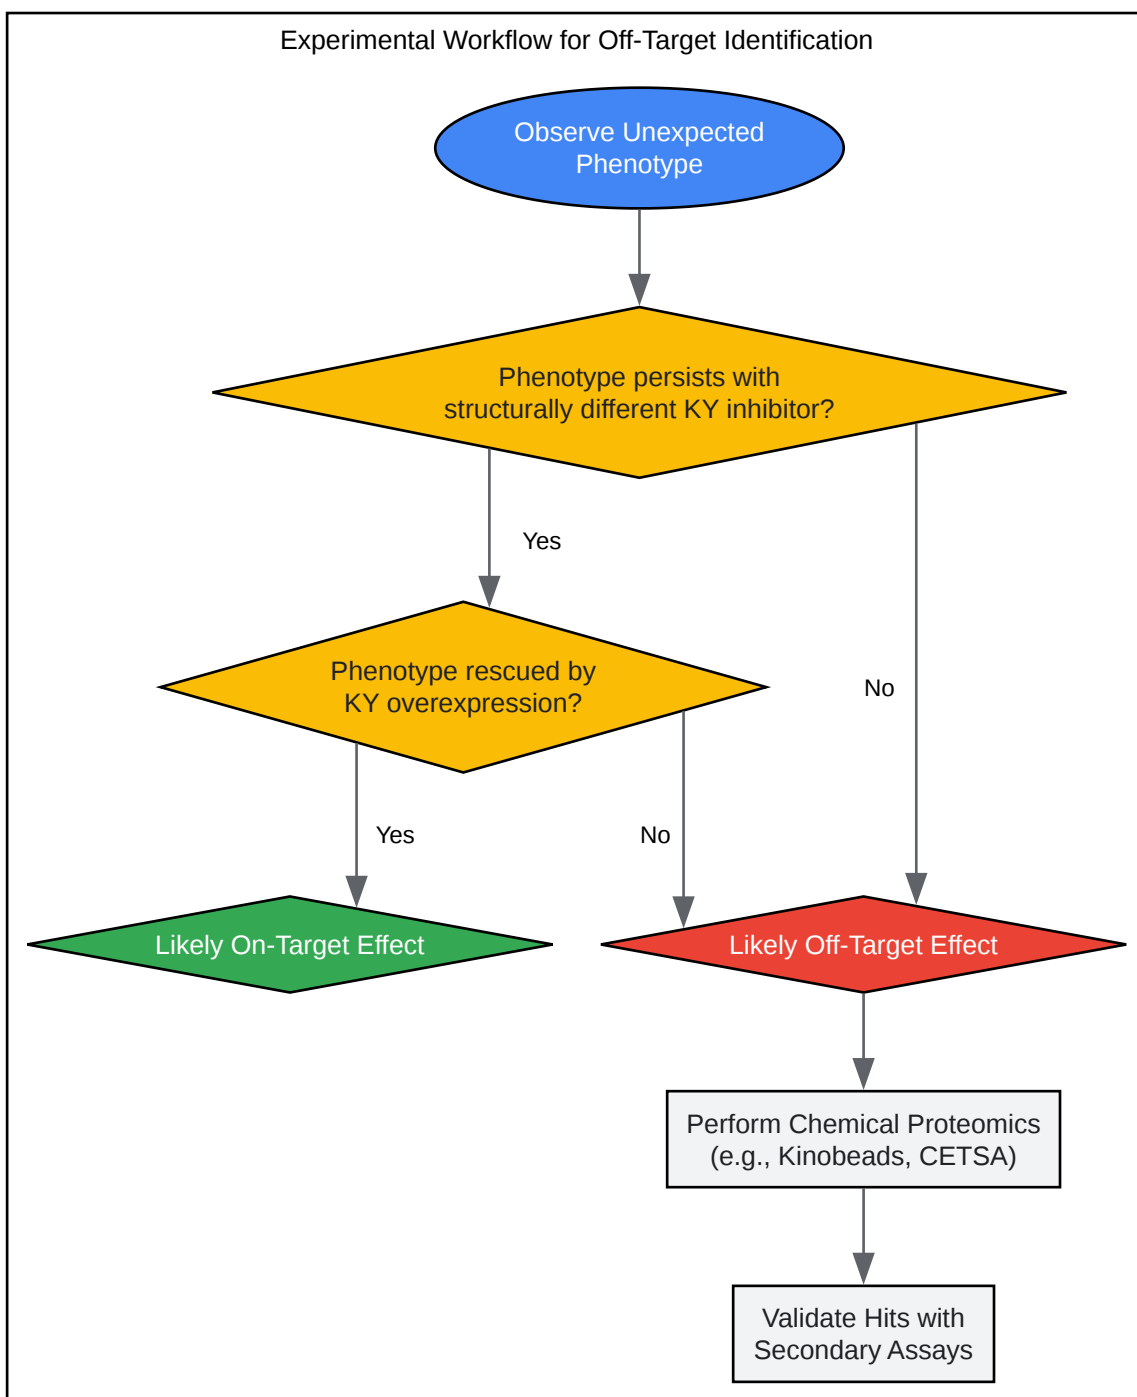 Experimental Workflow for Off-Target Identification
Observe Unexpected
Phenotype
Phenotype persists with
structurally different KY inhibitor?
Yes
No
Phenotype rescued by
KY overexpression?
Yes
No
Likely On-Target Effect
Likely Off-Target Effect
Perform Chemical Proteomics
(e.g., Kinobeads, CETSA)
Validate Hits with
Secondary Assays